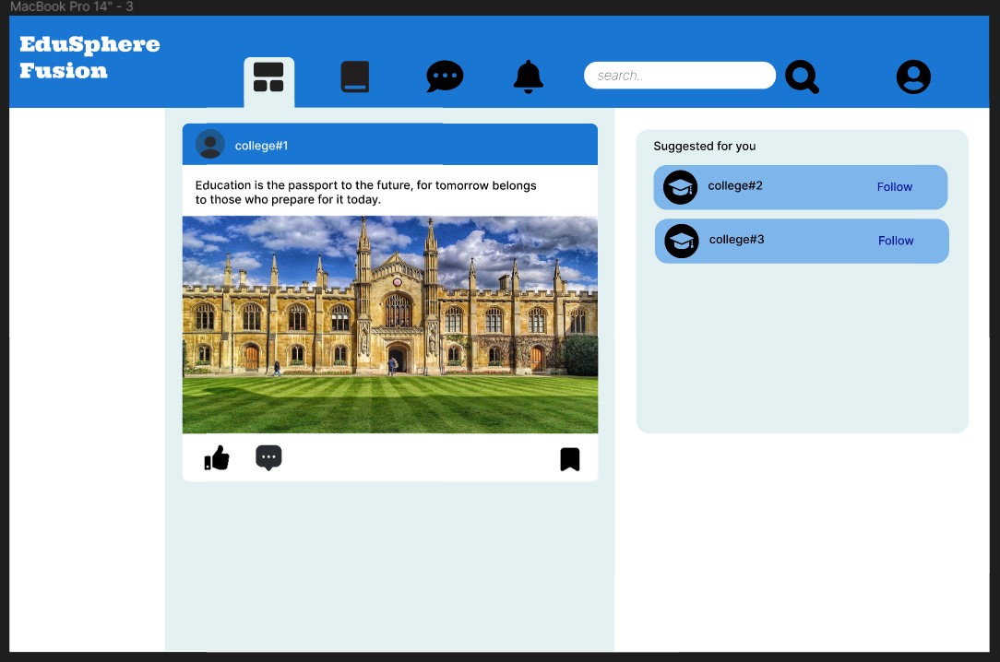 MacBook Pro 14" - 3
EduSphere
Fusion
search..
college#1
Education is the passport to the future, for tomorrow belongs
to those who prepare for it today.
Suggested for you
college#2
Follow
college#3
Follow